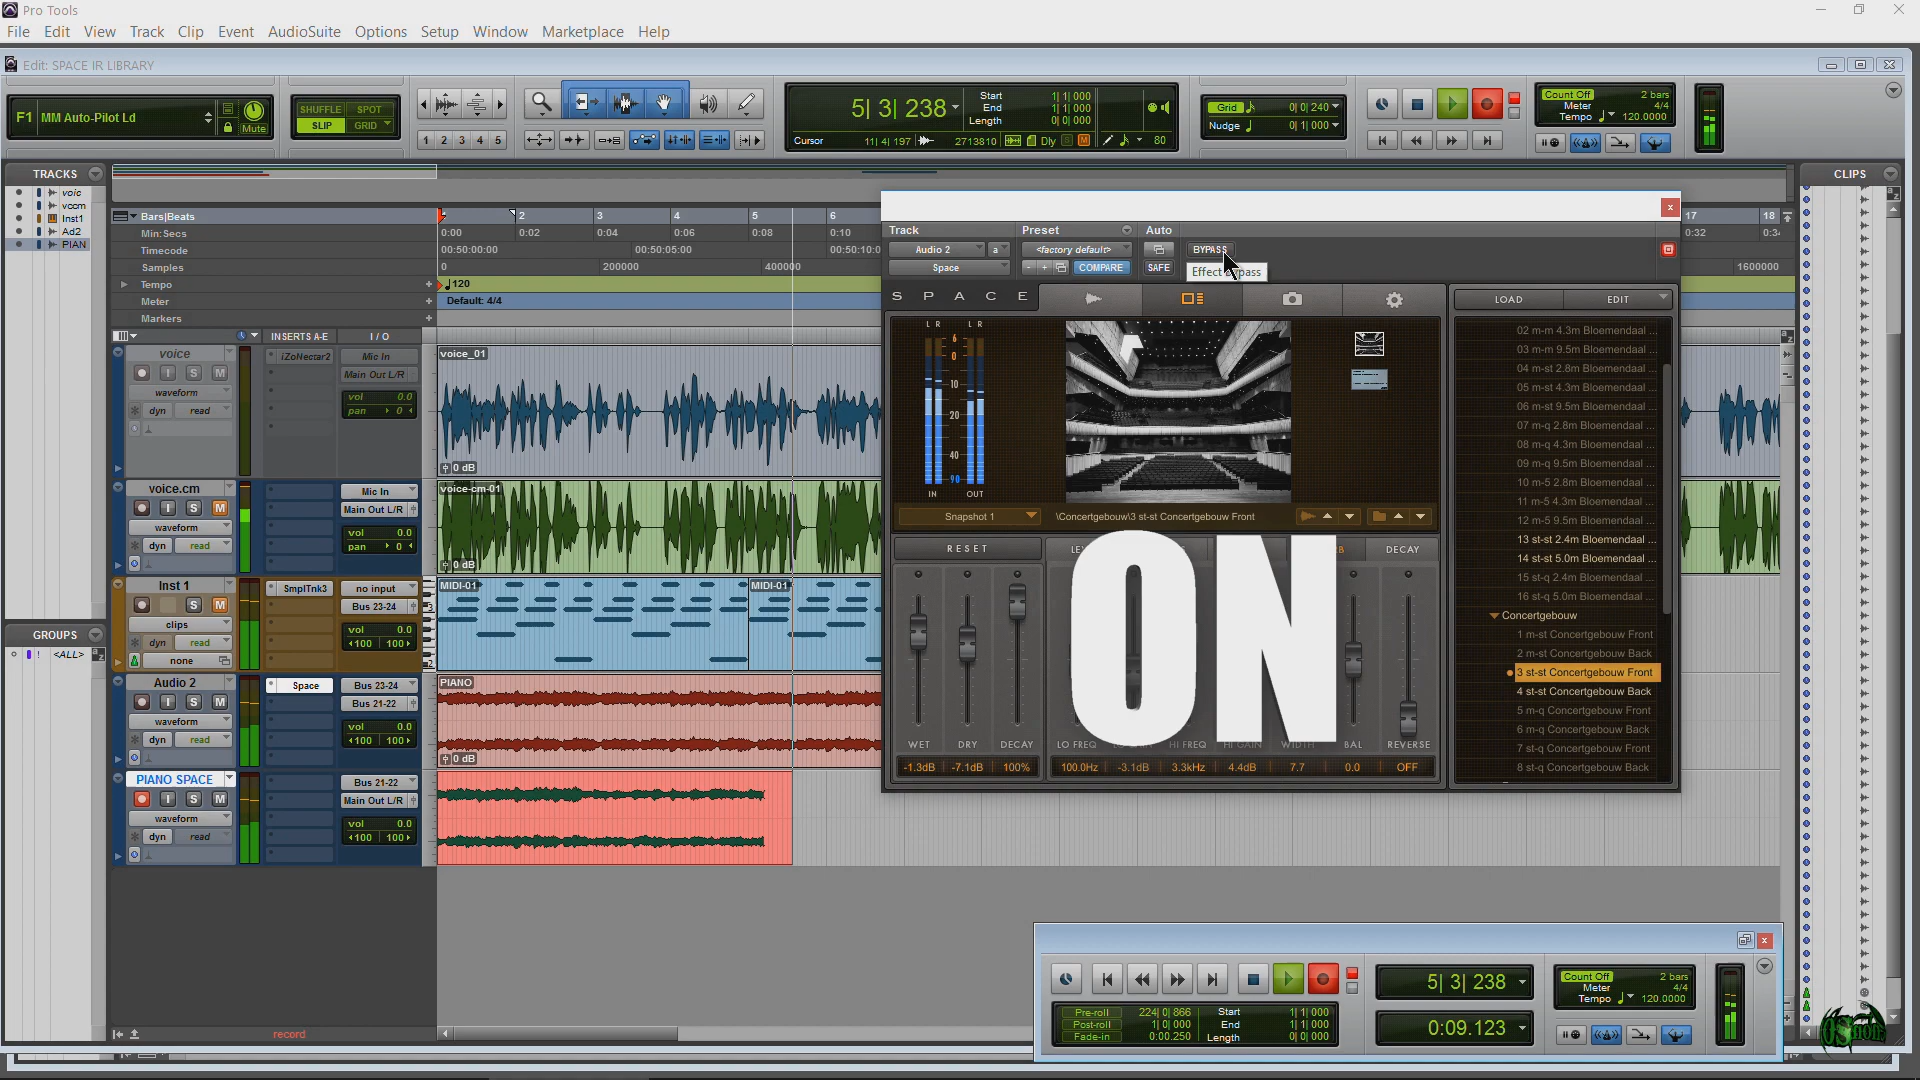 Pro Tools
File Edit View Track Clip Event AudioSuite Options Setup Window Marketplace Help
Edit: SPACE IR LIBRARY
F1 MM Auto-Pilot Ld
Mute
SHUFFLE SPOT
SLIP GRID
1 2 3 4 5
5| 3| 238
Start 1| 1| 000
End 1| 1| 000
Length 0| 0| 000
Cursor 11| 4| 197 2713810 Dly S M 80
Grid 0| 0| 240
Nudge 0| 1| 000
Count Off 2 bars
Meter 4/4
Tempo 120.0000
TRACKS
voic
vocm
Inst1
Ad2
PIAN
GROUPS
! <ALL>
CLIPS
Bars|Beats 2 3 4 5 6 17 18
Min:Secs 0:00 0:02 0:04 0:06 0:08 0:10 0:32 0:34
Timecode 00:50:00:00 00:50:05:00 00:50:10:0
Samples 0 200000 400000 1600000
Tempo 120
Meter Default: 4/4
Markers
INSERTS A-E I / O
voice
I S M
waveform
dyn read
iZoNectar2
Mic In
Main Out L/R
vol 0.0
pan 0
voice_01
0 dB
voice.cm
I S M
waveform
dyn read
Mic In
Main Out L/R
vol 0.0
pan 0
voice-cm-01
0 dB
Inst 1
S M
clips
dyn read
none
SmplTnk3
no input
Bus 23-24
vol 0.0
100 100
MIDI-01
MIDI-01
Audio 2
I S M
waveform
dyn read
Space
Bus 23-24
Bus 21-22
vol 0.0
100 100
PIANO
0 dB
PIANO SPACE
I S M
waveform
dyn read
Bus 21-22
Main Out L/R
vol 0.0
100 100
record
Track Preset Auto
Audio 2 a <factory default> BYPASS
Space - + COMPARE SAFE
Effect Bypass
S P A C E
LOAD EDIT
L R L R
6
0
10
20
40
90
IN OUT
Snapshot 1 \Concertgebouw\3 st-st Concertgebouw Front
RESET
DECAY
ON
WET DRY DECAY LO FREQ HI FREQ HI GAIN WIDTH BAL REVERSE
-1.3dB -7.1dB 100% 100.0Hz -3.1dB 3.3kHz 4.4dB 7.7 0.0 OFF
02 m-m 4.3m Bloemendaal ...
03 m-m 9.5m Bloemendaal ...
04 m-st 2.8m Bloemendaal ...
05 m-st 4.3m Bloemendaal ...
06 m-st 9.5m Bloemendaal ...
07 m-q 2.8m Bloemendaal ...
08 m-q 4.3m Bloemendaal ...
09 m-q 9.5m Bloemendaal ...
10 m-5 2.8m Bloemendaal ...
11 m-5 4.3m Bloemendaal ...
12 m-5 9.5m Bloemendaal ...
13 st-st 2.4m Bloemendaal ...
14 st-st 5.0m Bloemendaal ...
15 st-q 2.4m Bloemendaal ...
16 st-q 5.0m Bloemendaal ...
Concertgebouw
1 m-st Concertgebouw Front
2 m-st Concertgebouw Back
3 st-st Concertgebouw Front
4 st-st Concertgebouw Back
5 m-q Concertgebouw Front
6 m-q Concertgebouw Back
7 st-q Concertgebouw Front
8 st-q Concertgebouw Back
5| 3| 238
0:09.123
Pre-roll 224| 0| 866 Start 1| 1| 000
Post-roll 1| 0| 000 End 1| 1| 000
Fade-in 0:00.250 Length 0| 0| 000
Count Off 2 bars
Meter 4/4
Tempo 120.0000